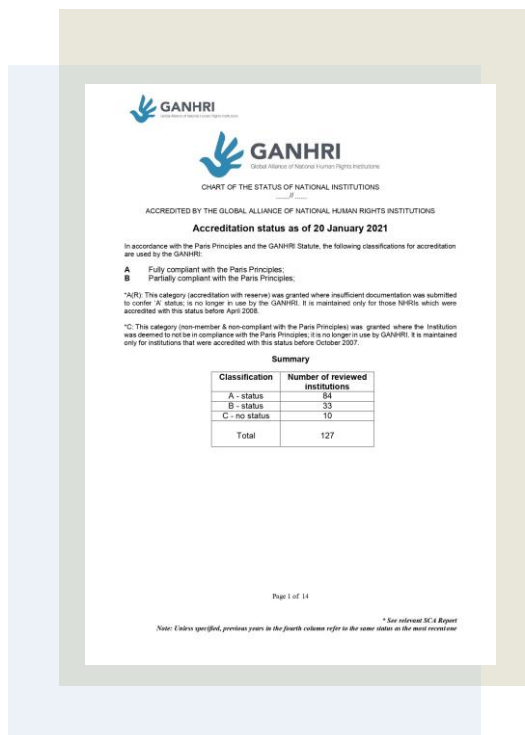 GANHRI
Global Alliance of National Human Rights Institutions
GANHRI
Global Alliance of National Human Rights Institutions
CHART OF THE STATUS OF NATIONAL INSTITUTIONS
......//......
ACCREDITED BY THE GLOBAL ALLIANCE OF NATIONAL HUMAN RIGHTS INSTITUTIONS
Accreditation status as of 20 January 2021
In accordance with the Paris Principles and the GANHRI Statute, the following classifications for accreditation
are used by the GANHRI:
A Fully compliant with the Paris Principles;
B Partially compliant with the Paris Principles;
*A(R): This category (accreditation with reserve) was granted where insufficient documentation was submitted
to confer ‘A’ status; is no longer in use by the GANHRI. It is maintained only for those NHRIs which were
accredited with this status before April 2008.
*C: This category (non-member & non-compliant with the Paris Principles) was granted where the Institution
was deemed to not be in compliance with the Paris Principles; it is no longer in use by GANHRI. It is maintained
only for institutions that were accredited with this status before October 2007.
Summary
Classification Number of reviewed
institutions
A - status 84
B - status 33
C - no status 10
Total 127
Page 1 of 14
* See relevant SCA Report
Note: Unless specified, previous years in the fourth column refer to the same status as the most recent one